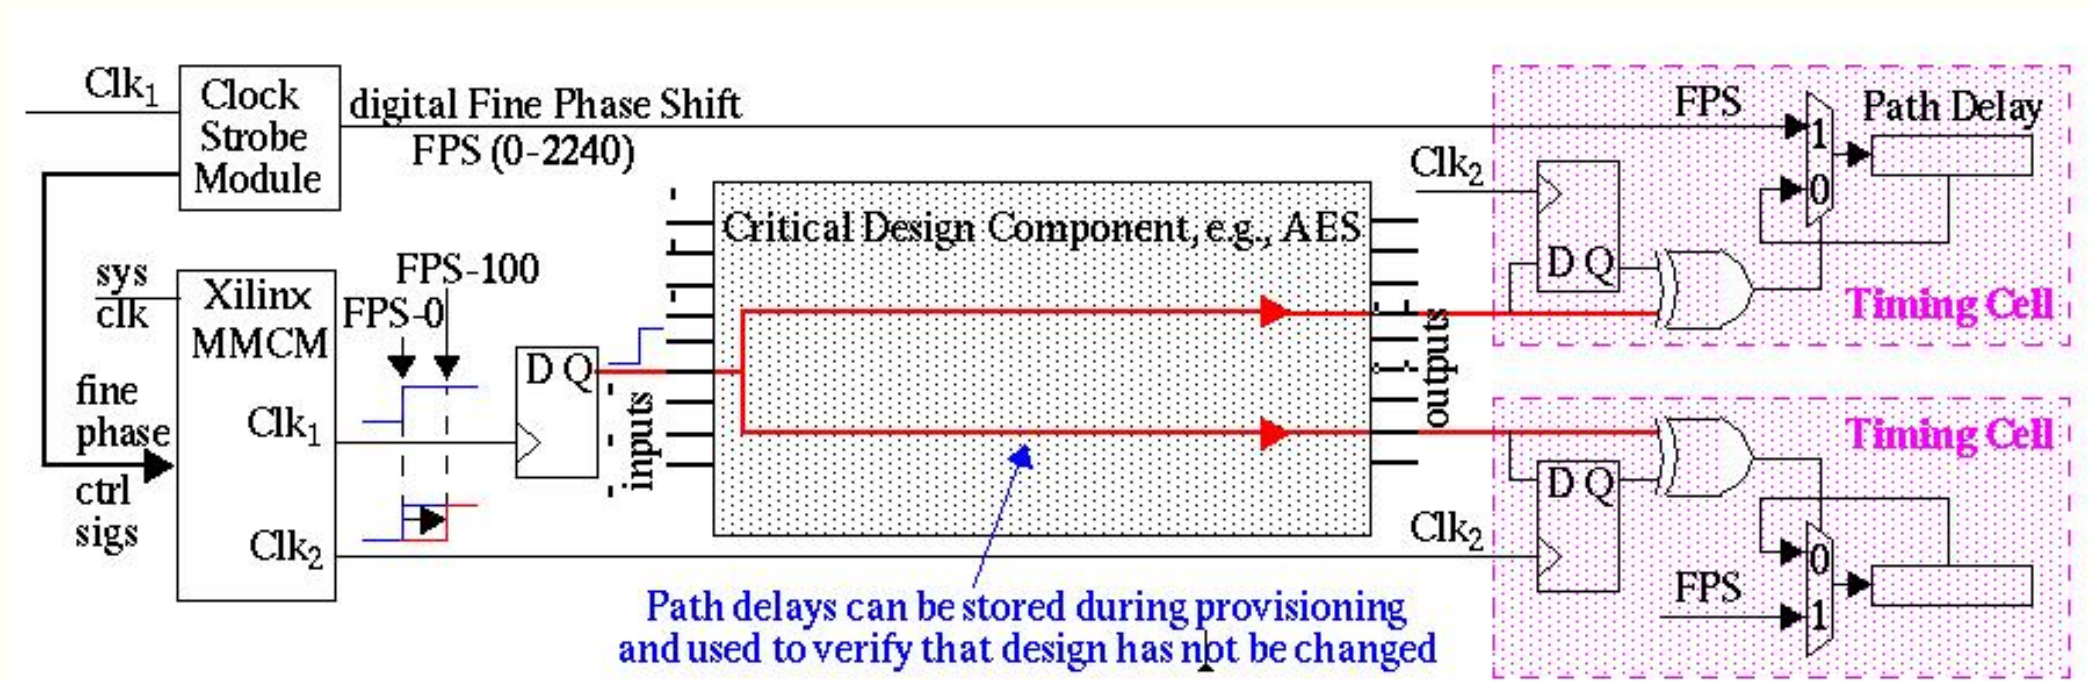 Clk1
Clock
Strobe
Module
digital Fine Phase Shift
FPS (0-2240)
sys
clk
Xilinx
MMCM
fine
phase
ctrl
sigs
Clk1
Clk2
FPS-0
FPS-100
D Q
inputs
Critical Design Component, e.g., AES
outputs
Path delays can be stored during provisioning
and used to verify that design has not be changed
FPS
1
0
Path Delay
Clk2
D Q
Timing Cell
Timing Cell
D Q
Clk2
0
FPS
1